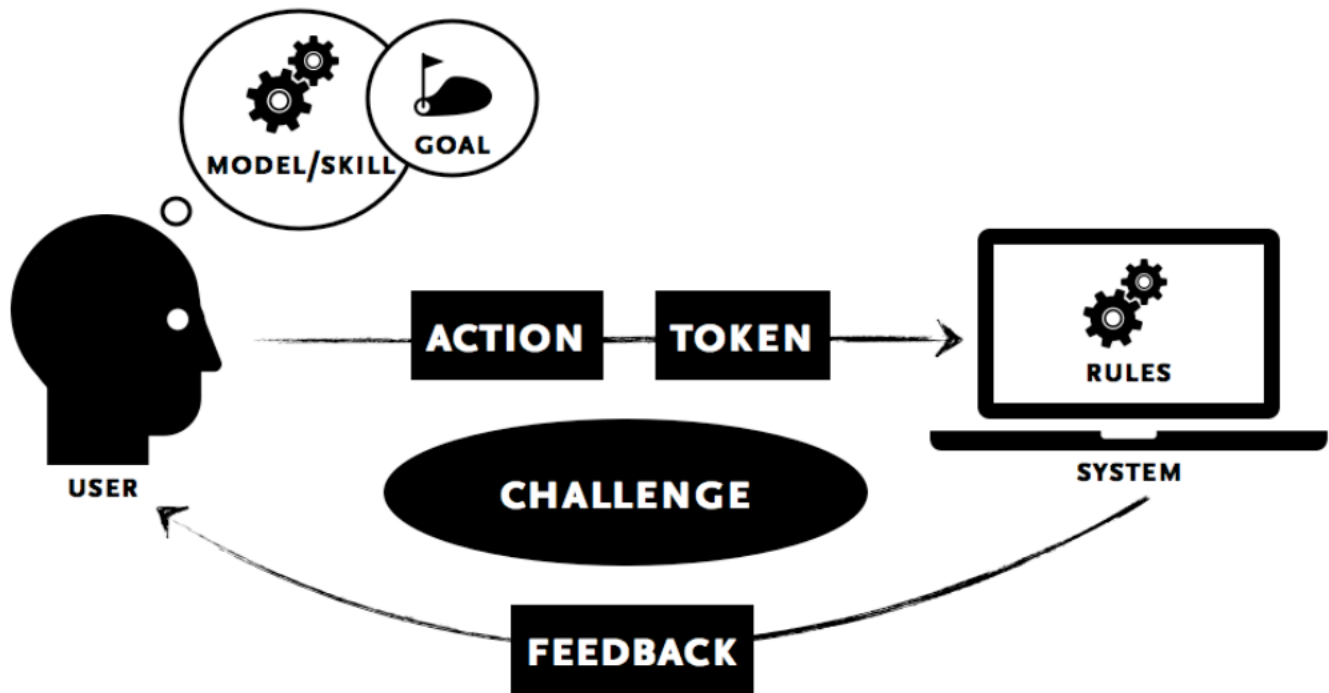 MODEL/SKILL
GOAL
ACTION
TOKEN
RULES
CHALLENGE
USER
SYSTEM
FEEDBACK